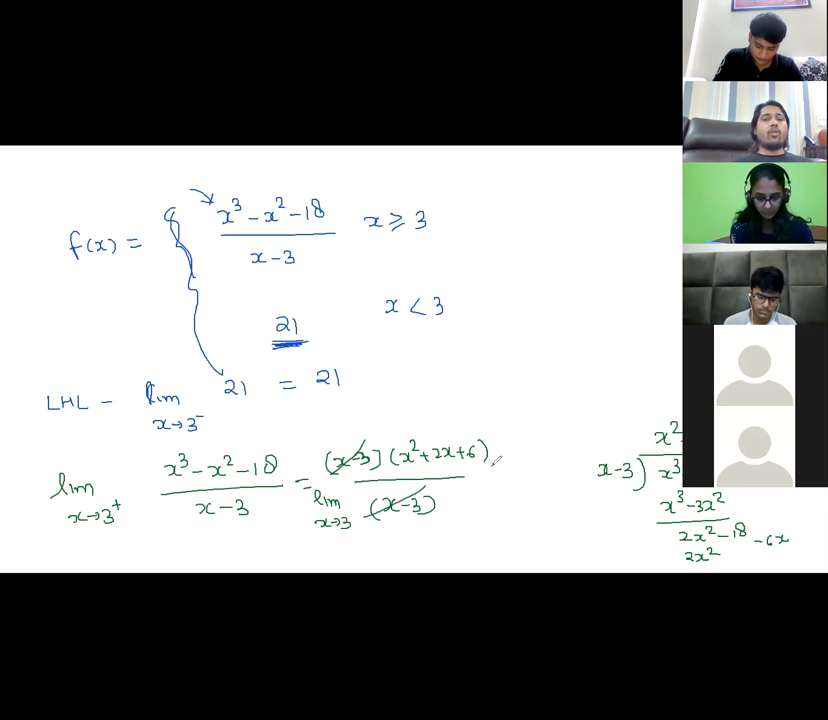 f(x) = { x³ - x² - 18 / x - 3   x ≥ 3
21   x < 3
LHL - lim x→3⁻ 21 = 21
lim x→3⁺ x³ - x² - 18 / x - 3 = lim x→3 (x-3) (x² + 2x + 6) / (x-3)
x²
x-3 ) x³
x³ - 3x²
2x² - 18 - 6x
2x²